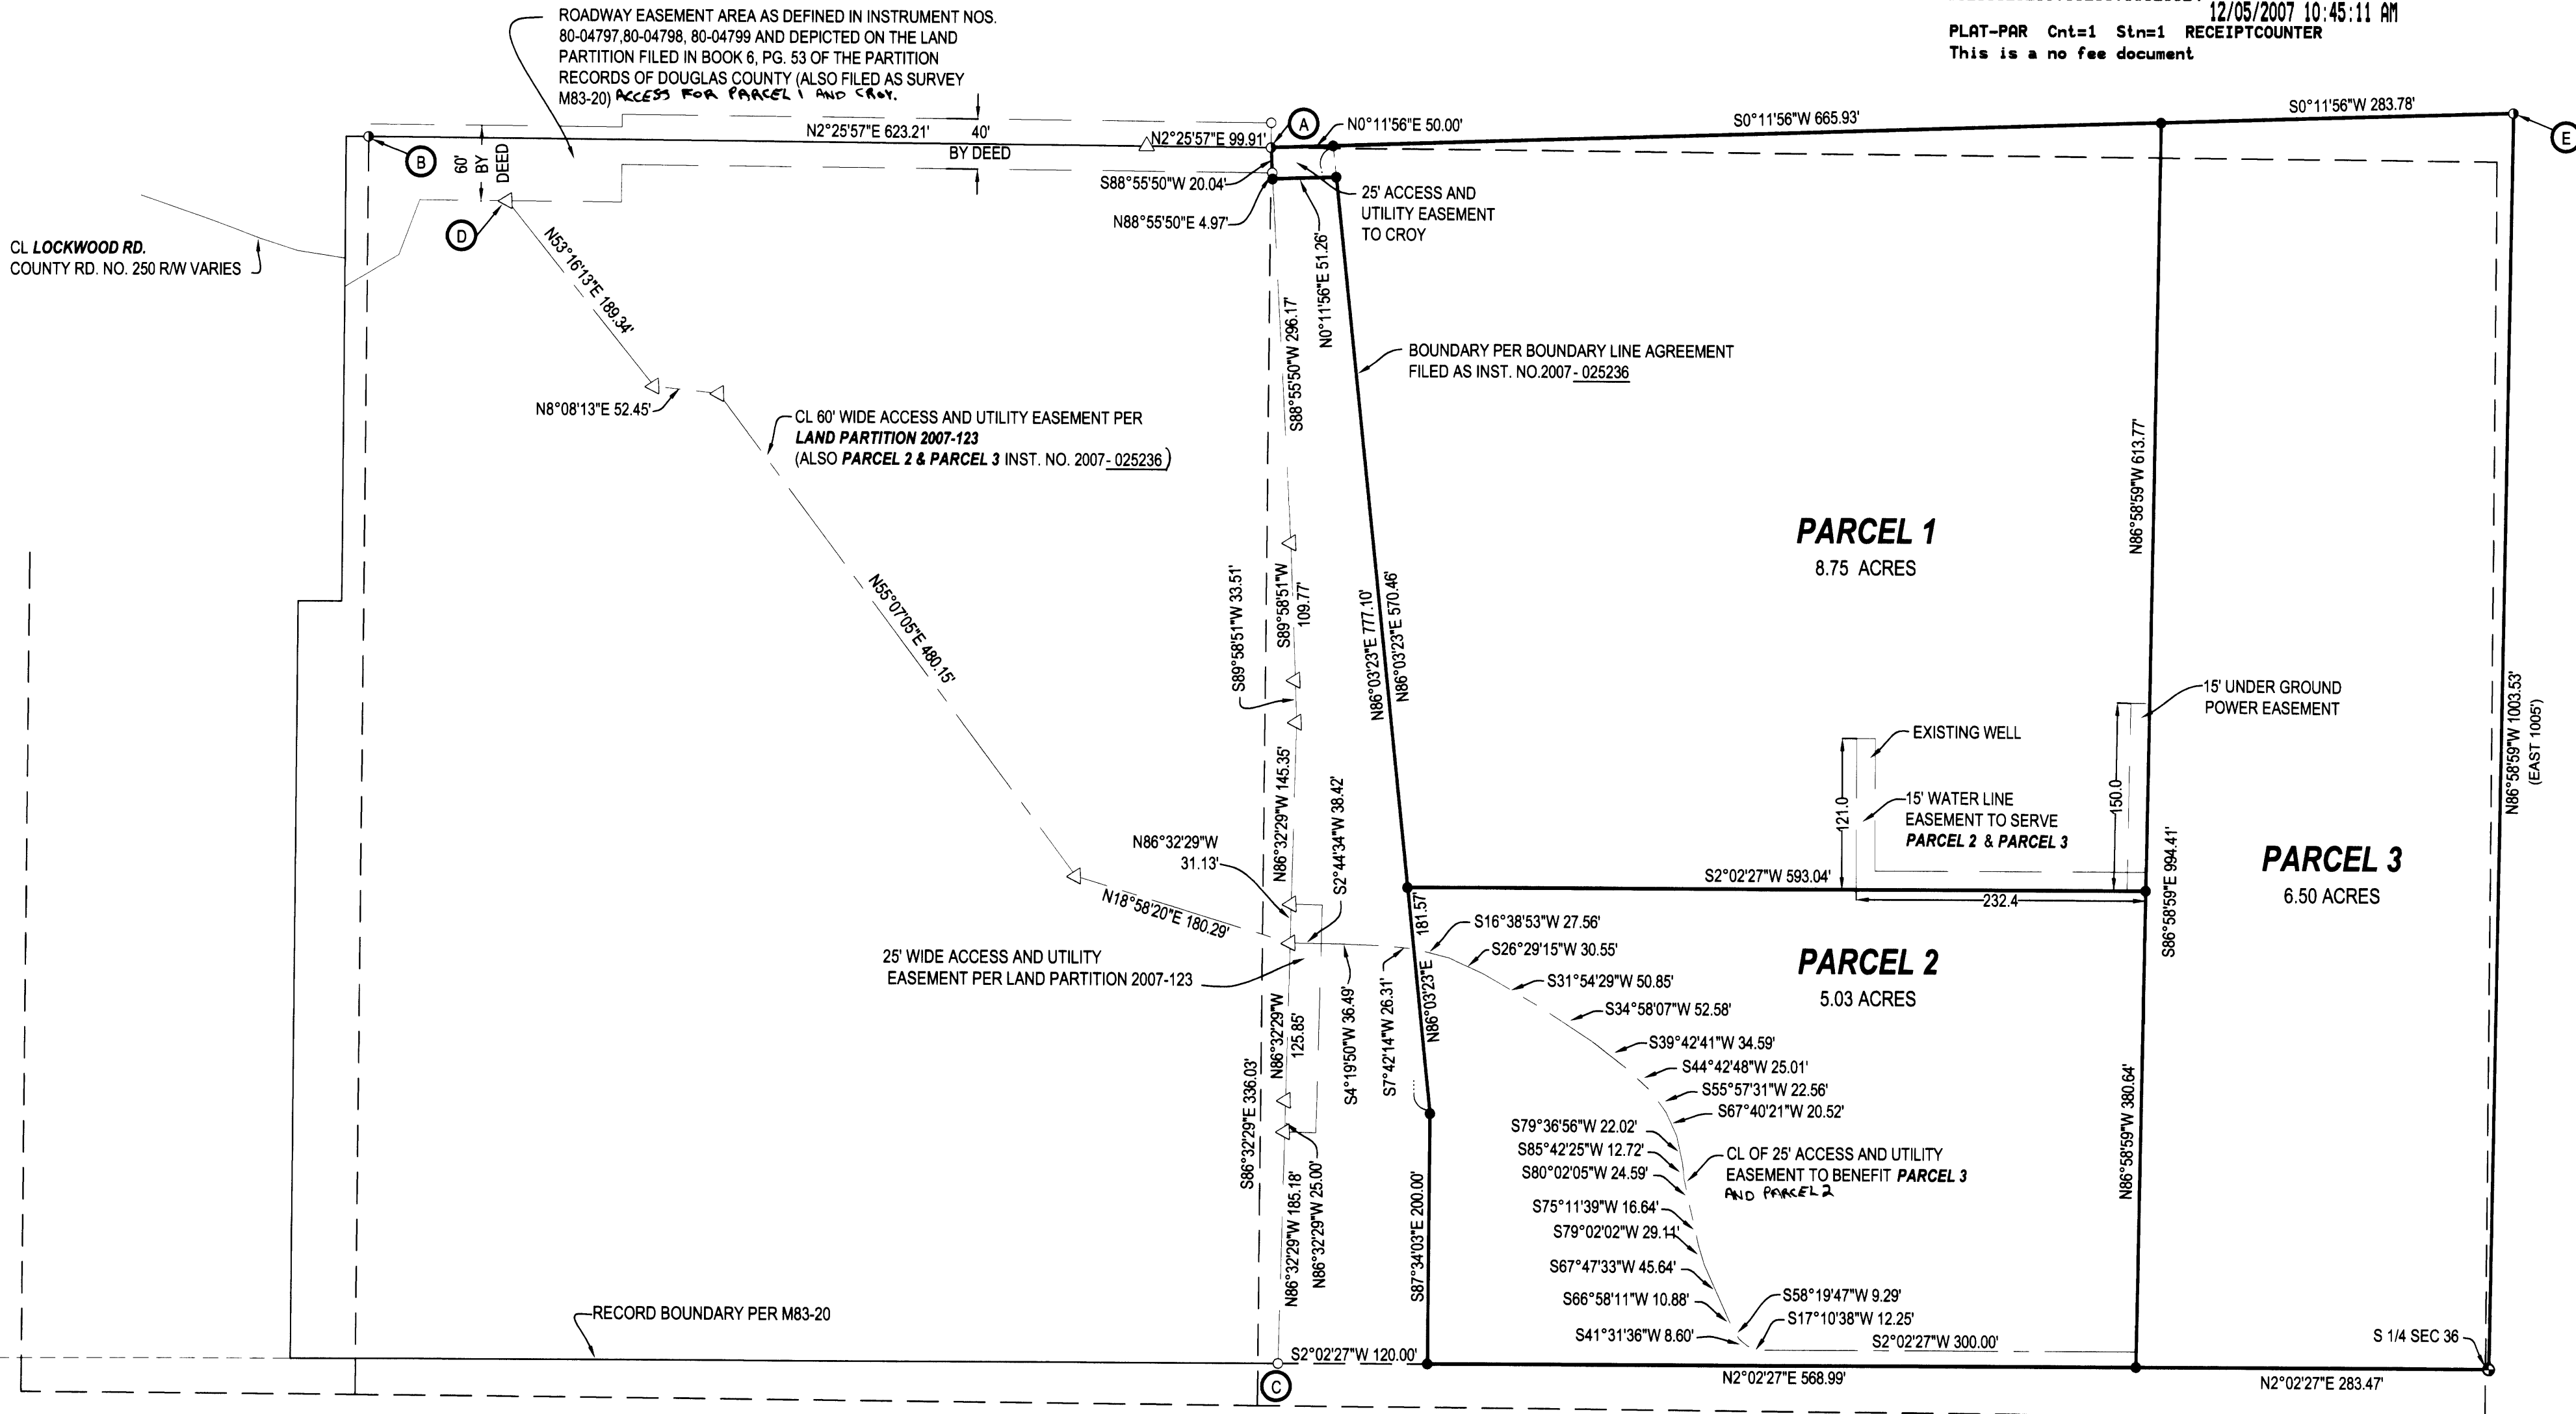 12/05/2007 10:45:11 AM
PLAT-PAR Cnt=1 Stn=1 RECEIPTCOUNTER
This is a no fee document
ROADWAY EASEMENT AREA AS DEFINED IN INSTRUMENT NOS.
80-04797,80-04798, 80-04799 AND DEPICTED ON THE LAND
PARTITION FILED IN BOOK 6, PG. 53 OF THE PARTITION
RECORDS OF DOUGLAS COUNTY (ALSO FILED AS SURVEY
M83-20) ACCESS FOR PARCEL 1 AND CROY.
N2°25'57"E 623.21'
40'
BY DEED
N2°25'57"E 99.91'
A
N0°11'56"E 50.00'
S0°11'56"W 665.93'
S0°11'56"W 283.78'
E
B
60'
BY
DEED
S88°55'50"W 20.04'
N88°55'50"E 4.97'
25' ACCESS AND
UTILITY EASEMENT
TO CROY
D
CL LOCKWOOD RD.
COUNTY RD. NO. 250 R/W VARIES
N53°16'13"E 189.34'
N0°11'56"E 51.26'
S88°55'50"W 296.17'
BOUNDARY PER BOUNDARY LINE AGREEMENT
FILED AS INST. NO.2007- 025236
N8°08'13"E 52.45'
CL 60' WIDE ACCESS AND UTILITY EASEMENT PER
LAND PARTITION 2007-123
(ALSO PARCEL 2 & PARCEL 3 INST. NO. 2007- 025236)
N86°58'59"W 613.77'
PARCEL 1
8.75 ACRES
N55°07'05"E 480.15'
S89°58'51"W 33.51'
S89°58'51"W
109.77'
N86°03'23"E 777.10'
N86°03'23"E 570.46'
15' UNDER GROUND
POWER EASEMENT
N86°58'59"W 1003.53'
(EAST 1005')
EXISTING WELL
121.0
15' WATER LINE
EASEMENT TO SERVE
PARCEL 2 & PARCEL 3
150.0
N86°32'29"W 145.35'
S2°44'34"W 38.42'
N86°32'29"W
31.13'
PARCEL 3
6.50 ACRES
S2°02'27"W 593.04'
232.4
S86°58'59"E 994.41'
N18°58'20"E 180.29'
181.57'
N86°03'23"E
S16°38'53"W 27.56'
S26°29'15"W 30.55'
25' WIDE ACCESS AND UTILITY
EASEMENT PER LAND PARTITION 2007-123
PARCEL 2
5.03 ACRES
S31°54'29"W 50.85'
S34°58'07"W 52.58'
S39°42'41"W 34.59'
S44°42'48"W 25.01'
S55°57'31"W 22.56'
S67°40'21"W 20.52'
N86°32'29"W
125.85'
S4°19'50"W 36.49'
S7°42'14"W 26.31'
S86°32'29"E 336.03'
S79°36'56"W 22.02'
S85°42'25"W 12.72'
S80°02'05"W 24.59'
CL OF 25' ACCESS AND UTILITY
EASEMENT TO BENEFIT PARCEL 3
AND PARCEL 2
N86°58'59"W 380.64'
S75°11'39"W 16.64'
S79°02'02"W 29.11'
S67°47'33"W 45.64'
S66°58'11"W 10.88'
S41°31'36"W 8.60'
S58°19'47"W 9.29'
S17°10'38"W 12.25'
N86°32'29"W 185.18'
N86°32'29"W 25.00'
S87°34'03"E 200.00'
RECORD BOUNDARY PER M83-20
S2°02'27"W 120.00'
S2°02'27"W 300.00'
S 1/4 SEC 36
C
N2°02'27"E 568.99'
N2°02'27"E 283.47'